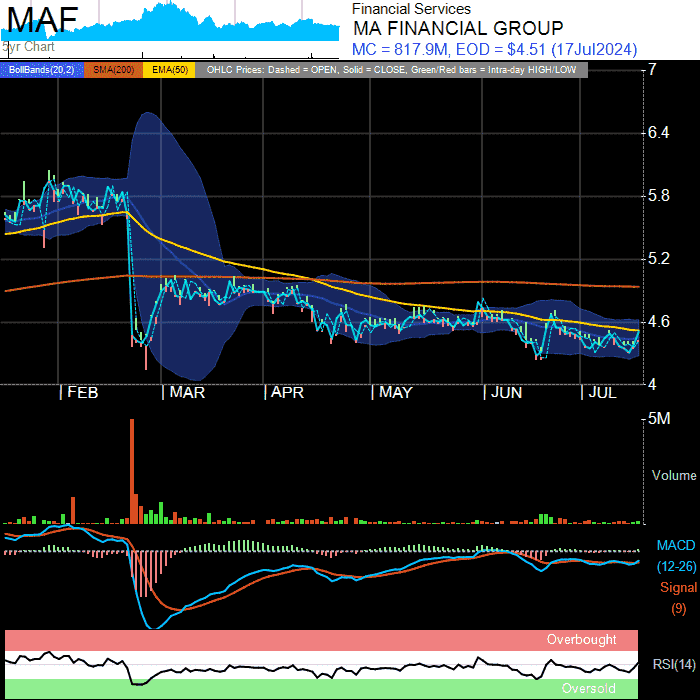 MAF
5yr Chart
Financial Services
MA FINANCIAL GROUP
MC = 817.9M, EOD = $4.51 (17Jul2024)
BollBands(20,2) SMA(200) EMA(50) OHLC Prices: Dashed = OPEN, Solid = CLOSE, Green/Red bars = Intra-day HIGH/LOW
7
6.4
5.8
5.2
4.6
4
FEB MAR APR MAY JUN JUL
5M
Volume
MACD
(12-26)
Signal
(9)
Overbought
RSI(14)
Oversold